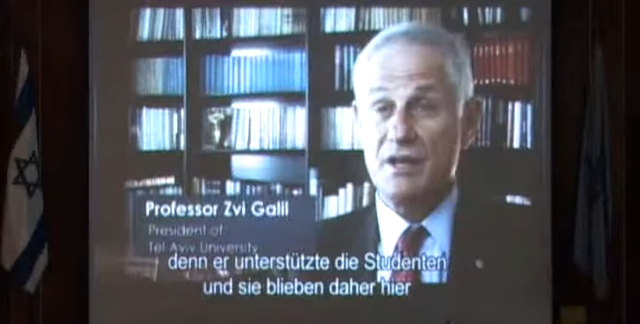 Professor Zvi Galil
President of
Tel Aviv University
denn er unterstützte die Studenten
und sie blieben daher hier